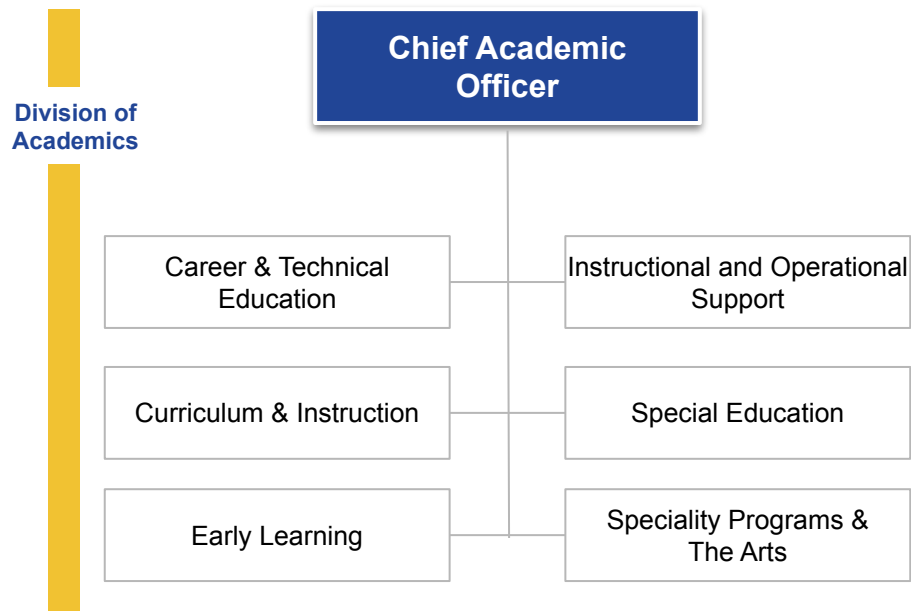 Chief Academic
Officer
Division of
Academics
Career & Technical
Education
Instructional and Operational
Support
Curriculum & Instruction
Special Education
Early Learning
Speciality Programs &
The Arts